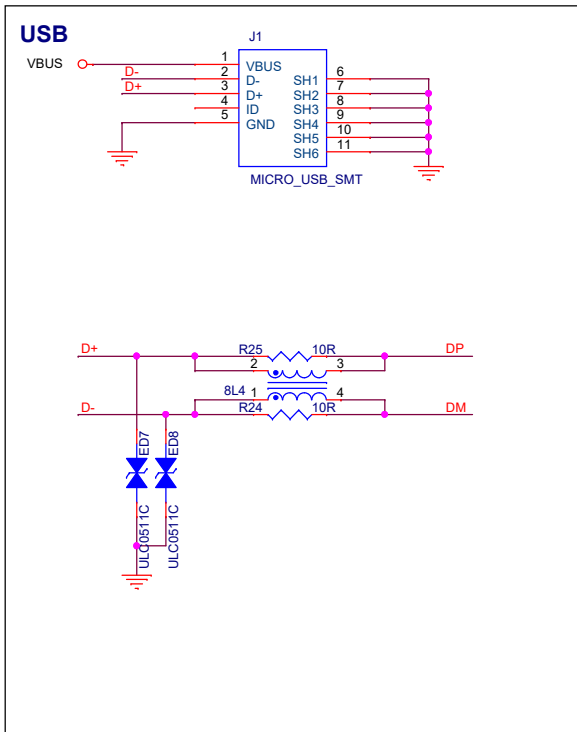 USB
J1
VBUS
1
VBUS
D-
2
D-
SH1
6
D+
3
D+
SH2
7
4
ID
SH3
8
5
GND
SH4
9
SH5
10
SH6
11
MICRO_USB_SMT
D+
R25
10R
DP
2
3
8L4
1
4
D-
R24
10R
DM
ED7
ED8
ULC0511C
ULC0511C